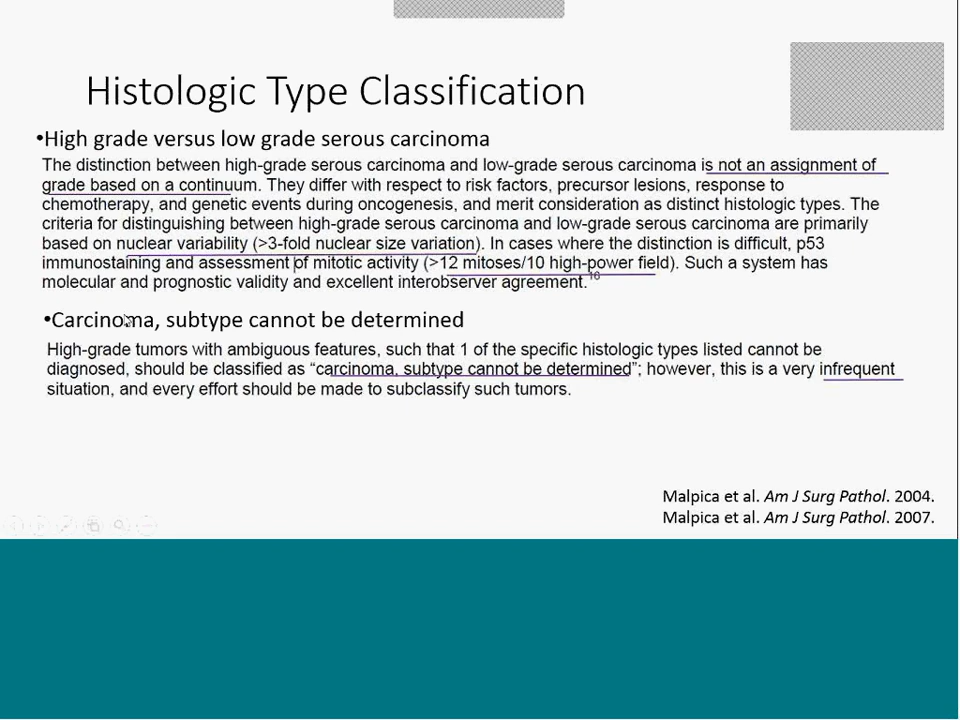 Histologic Type Classification
•High grade versus low grade serous carcinoma
The distinction between high-grade serous carcinoma and low-grade serous carcinoma is not an assignment of
grade based on a continuum. They differ with respect to risk factors, precursor lesions, response to
chemotherapy, and genetic events during oncogenesis, and merit consideration as distinct histologic types. The
criteria for distinguishing between high-grade serous carcinoma and low-grade serous carcinoma are primarily
based on nuclear variability (>3-fold nuclear size variation). In cases where the distinction is difficult, p53
immunostaining and assessment of mitotic activity (>12 mitoses/10 high-power field). Such a system has
molecular and prognostic validity and excellent interobserver agreement.10
•Carcinoma, subtype cannot be determined
High-grade tumors with ambiguous features, such that 1 of the specific histologic types listed cannot be
diagnosed, should be classified as “carcinoma, subtype cannot be determined”; however, this is a very infrequent
situation, and every effort should be made to subclassify such tumors.
Malpica et al. Am J Surg Pathol. 2004.
Malpica et al. Am J Surg Pathol. 2007.